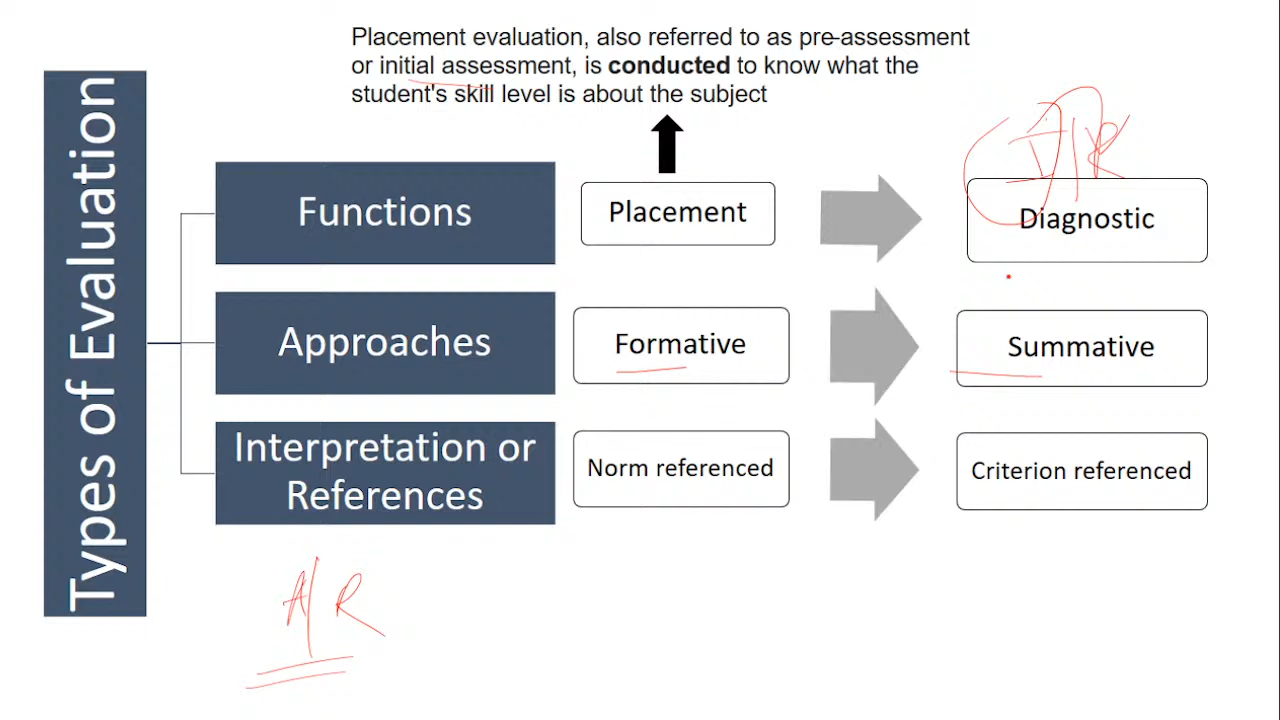 Placement evaluation, also referred to as pre-assessment
or initial assessment, is conducted to know what the
student's skill level is about the subject
Types of Evaluation
Functions
Placement
Diagnostic
I/R
Approaches
Formative
Summative
Interpretation or
References
Norm referenced
Criterion referenced
A/R